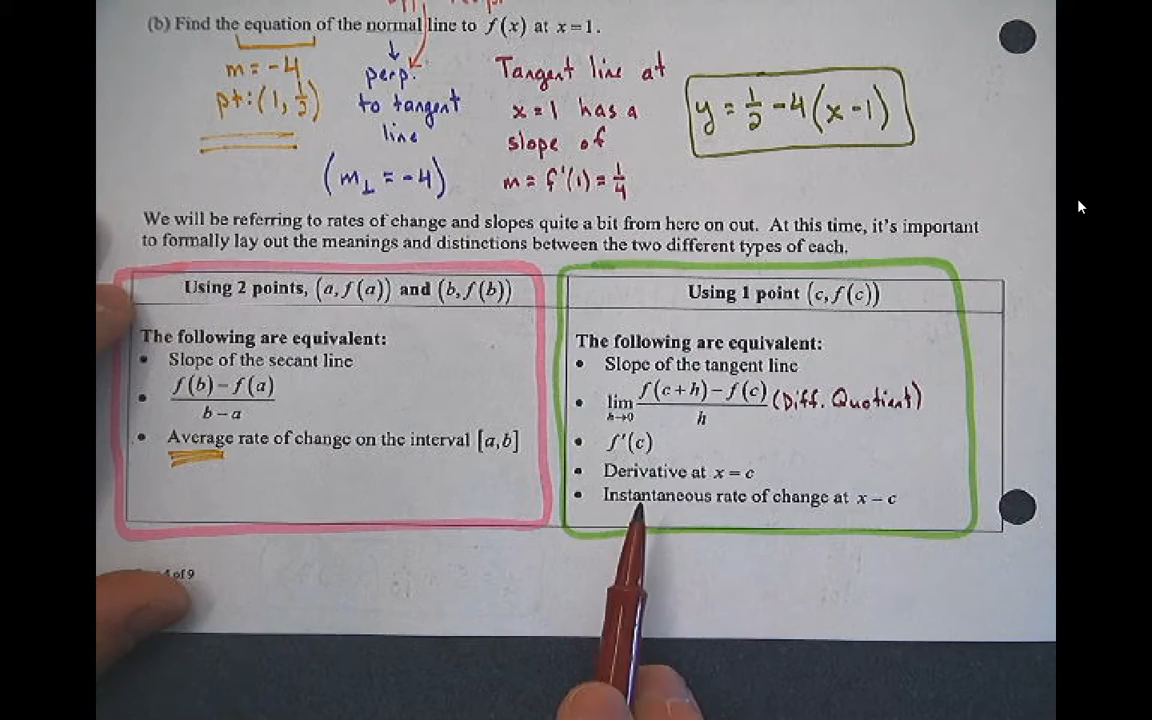 (b) Find the equation of the normal line to f(x) at x=1.
m = -4
pt: (1, 1/2)
↓
perp.
to tangent
line
(m⊥ = -4)
Tangent line at
x = 1 has a
slope of
m = f'(1) = 1/4
y = 1/2 - 4(x - 1)
We will be referring to rates of change and slopes quite a bit from here on out. At this time, it's important
to formally lay out the meanings and distinctions between the two different types of each.
Using 2 points, (a, f(a)) and (b, f(b))
The following are equivalent:
• Slope of the secant line
• f(b) - f(a) / b - a
• Average rate of change on the interval [a,b]
Using 1 point (c, f(c))
The following are equivalent:
• Slope of the tangent line
• lim h→0 f(c+h) - f(c) / h (Diff. Quotient)
• f'(c)
• Derivative at x = c
• Instantaneous rate of change at x = c
of 9